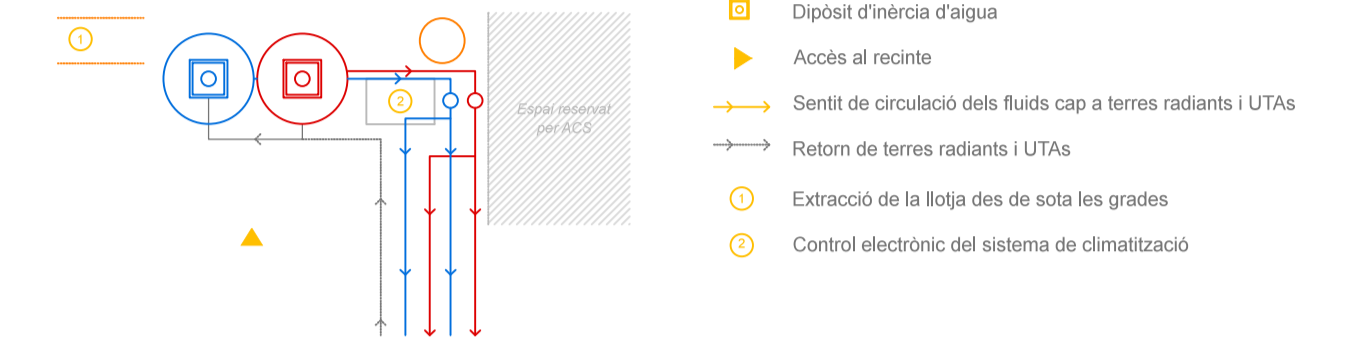 1
2
Espai reservat
per ACS
Dipòsit d'inèrcia d'aigua
Accès al recinte
Sentit de circulació dels fluids cap a terres radiants i UTAs
Retorn de terres radiants i UTAs
1 Extracció de la llotja des de sota les grades
2 Control electrònic del sistema de climatització